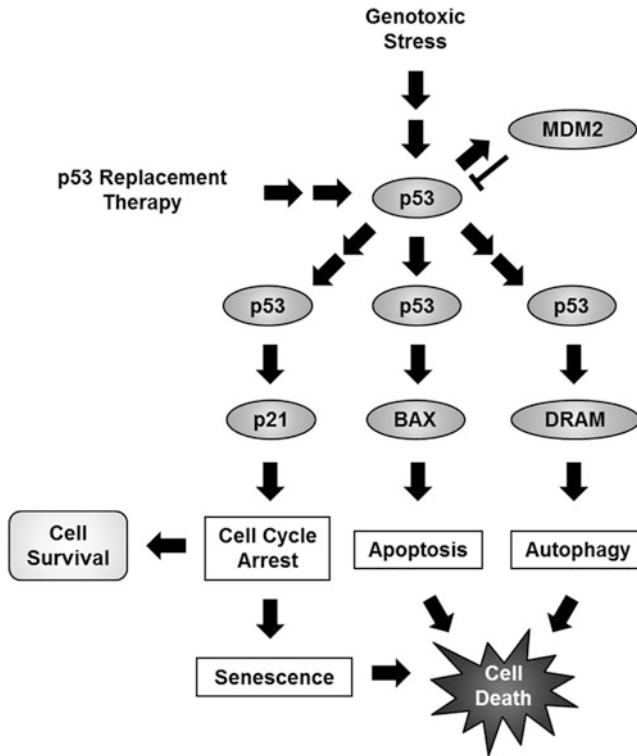 Genotoxic
Stress
MDM2
p53 Replacement
Therapy
p53
p53
p53
p53
p21
BAX
DRAM
Cell
Survival
Cell Cycle
Arrest
Apoptosis
Autophagy
Senescence
Cell
Death